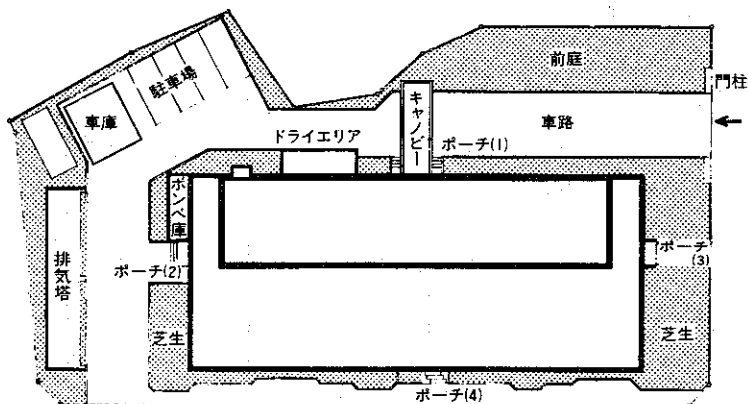 前庭
門柱
駐車場
車庫
キャノピー
車路
ドライエリア
ポーチ(1)
ボンベ庫
排気塔
ポーチ(2)
ポーチ
(3)
芝生
芝生
ポーチ(4)